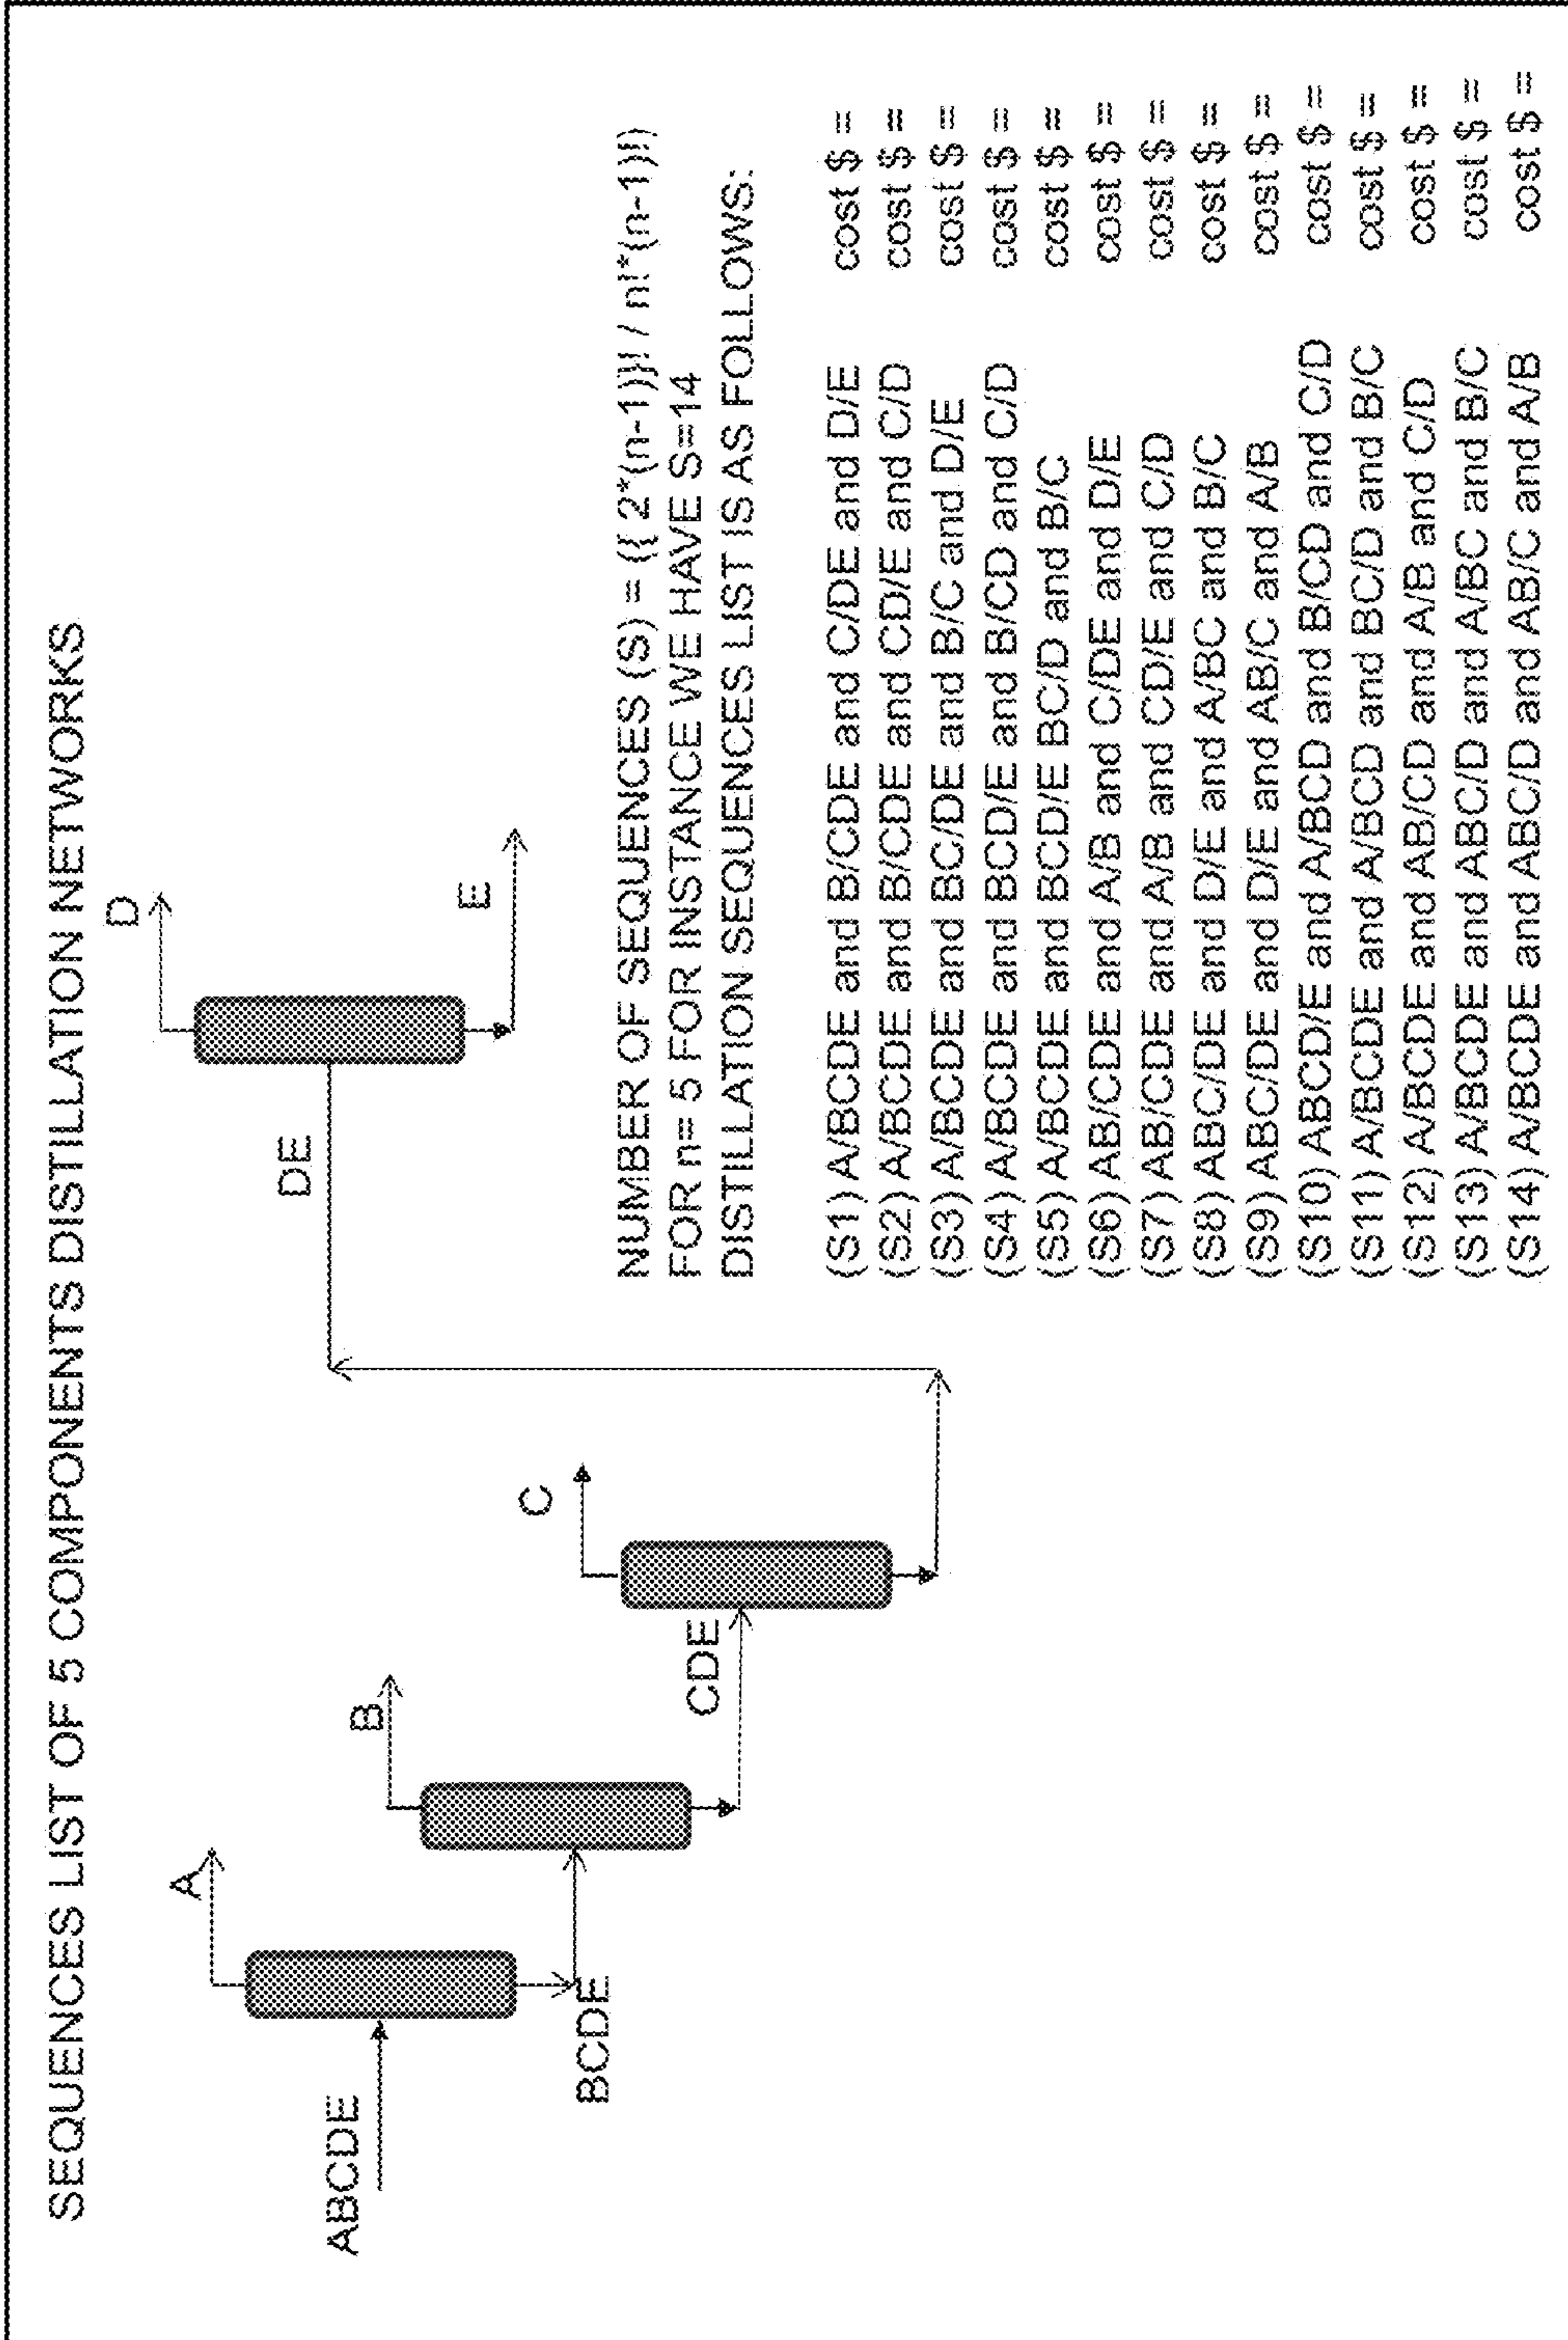 SEQUENCES LIST OF 5 COMPONENTS DISTILLATION NETWORKS
ABCDE
A
BCDE
B
CDE
C
DE
D
E
NUMBER OF SEQUENCES (S) = ({[ 2*(n-1)}! / n!*(n-1)!)
FOR n= 5 FOR INSTANCE WE HAVE S=14
DISTILLATION SEQUENCES LIST IS AS FOLLOWS:
(S1) A/BCDE and B/CDE and C/DE and D/E cost $ =
(S2) A/BCDE and B/CDE and CD/E and C/D cost $ =
(S3) A/BCDE and BC/DE and B/C and D/E cost $ =
(S4) A/BCDE and BCD/E and B/CD and C/D cost $ =
(S5) A/BCDE and BCD/E BC/D and B/C cost $ =
(S6) AB/CDE and A/B and C/DE and D/E cost $ =
(S7) AB/CDE and A/B and CD/E and C/D cost $ =
(S8) ABC/DE and D/E and A/BC and B/C cost $ =
(S9) ABC/DE and D/E and AB/C and A/B cost $ =
(S10) ABCD/E and A/BCD and B/CD and C/D cost $ =
(S11) A/BCDE and A/BCD and BC/D and B/C cost $ =
(S12) A/BCDE and AB/CD and A/B and C/D cost $ =
(S13) A/BCDE and ABC/D and A/BC and B/C cost $ =
(S14) A/BCDE and ABC/D and AB/C and A/B cost $ =